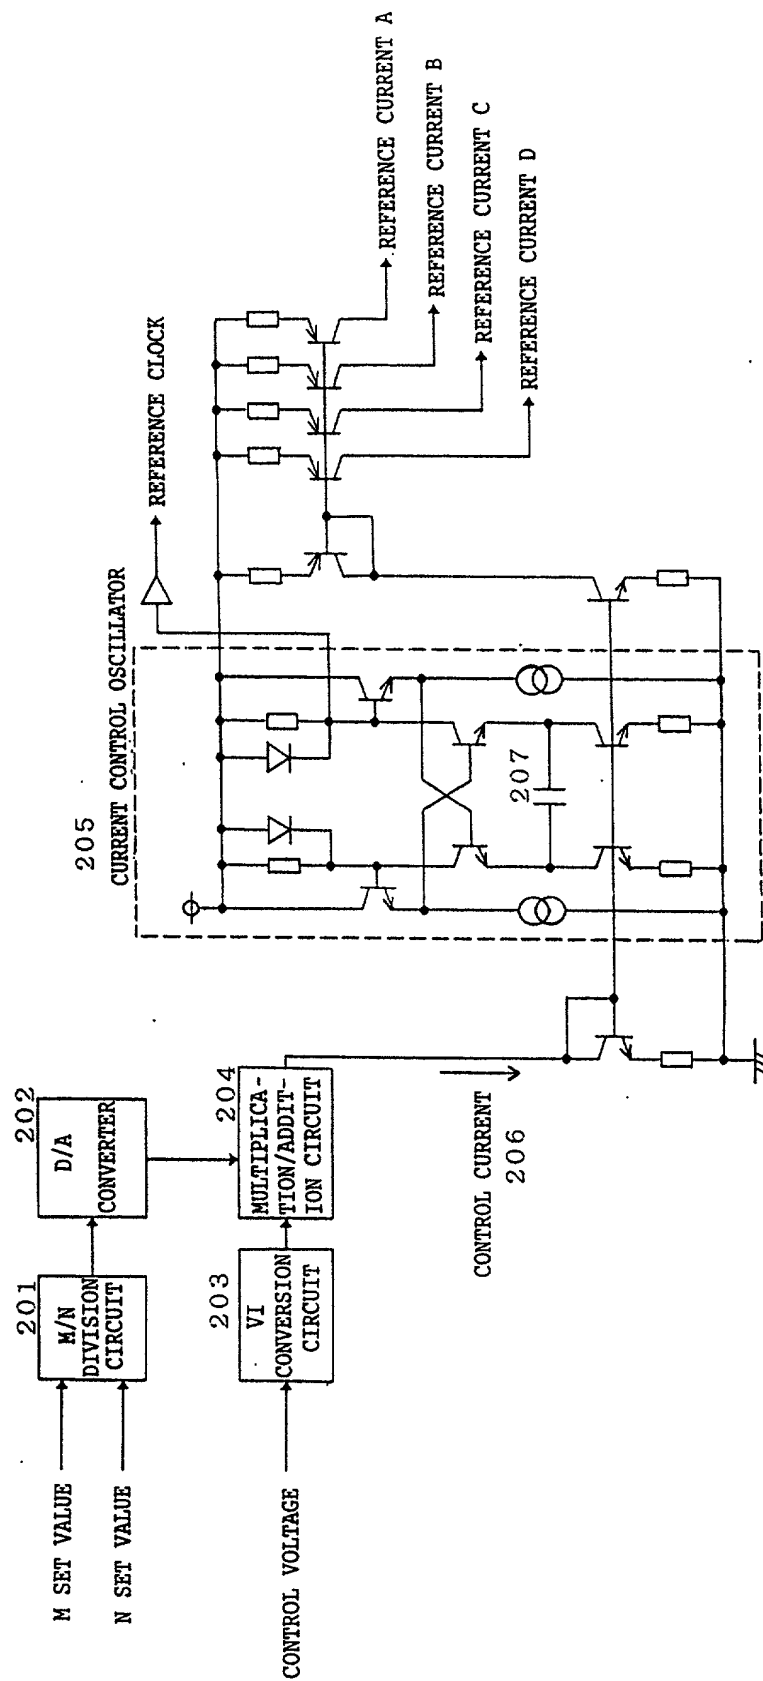 M SET VALUE
N SET VALUE
CONTROL VOLTAGE
201
M/N
DIVISION
CIRCUIT
202
D/A
CONVERTER
203
VI
CONVERSION
CIRCUIT
204
MULTIPLICA-
TION/ADDIT-
ION CIRCUIT
CONTROL CURRENT
206
205
CURRENT CONTROL OSCILLATOR
207
REFERENCE CLOCK
REFERENCE CURRENT A
REFERENCE CURRENT B
REFERENCE CURRENT C
REFERENCE CURRENT D